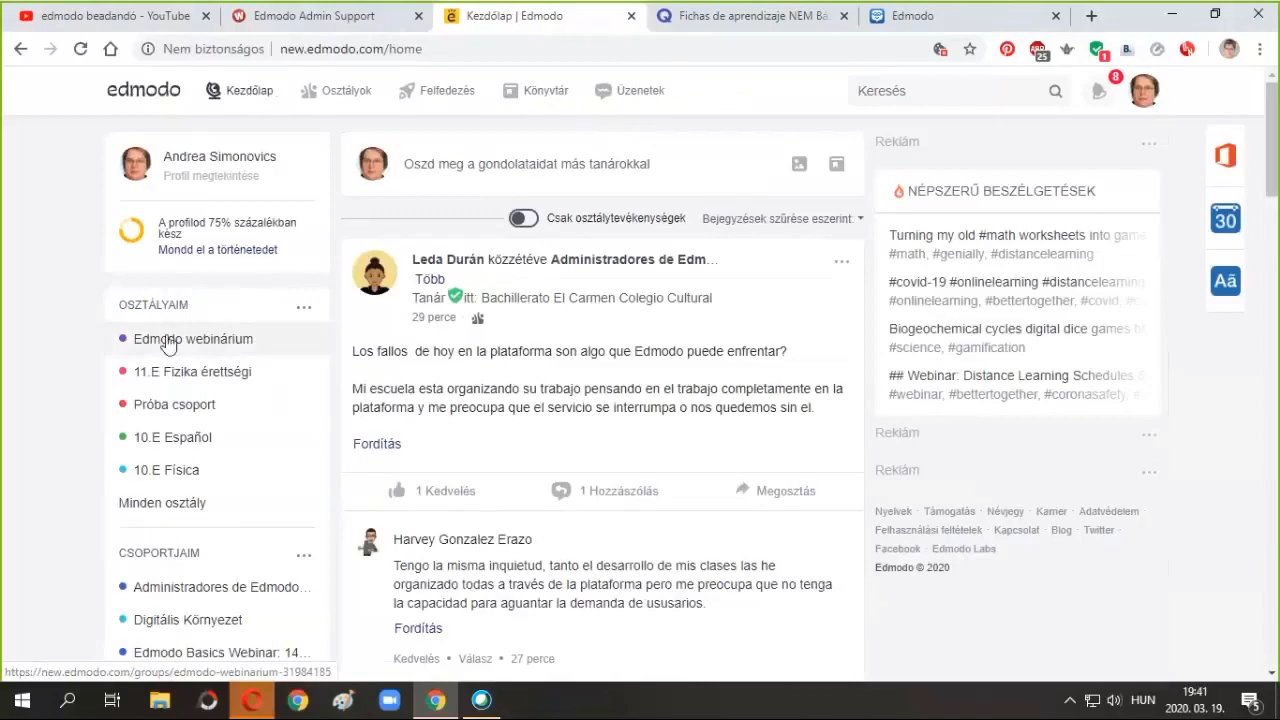 edmodo beadandó - YouTube
Edmodo Admin Support
Kezdőlap | Edmodo
Fichas de aprendizaje NEM Bá
Edmodo
Nem biztonságos
new.edmodo.com/home
25
1
edmodo
Kezdőlap
Osztályok
Felfedezés
Könyvtár
Üzenetek
Keresés
8
Andrea Simonovics
Profil megtekintése
A profilod 75% százalékban
kész
Mondd el a történetedet
OSZTÁLYAIM
Edmodo webinárium
11.E Fizika érettségi
Próba csoport
10.E Español
10.E Física
Minden osztály
CSOPORTJAIM
Administradores de Edmodo...
Digitális Környezet
Edmodo Basics Webinar: 14...
https://new.edmodo.com/groups/edmodo-webinarium-31984185
Oszd meg a gondolataidat más tanárokkal
Csak osztálytevékenységek
Bejegyzések szűrése eszerint:
Leda Durán közzétéve Administradores de Edm...
Több
Tanár itt: Bachillerato El Carmen Colegio Cultural
29 perce
Los fallos de hoy en la plataforma son algo que Edmodo puede enfrentar?
Mi escuela esta organizando su trabajo pensando en el trabajo completamente en la
plataforma y me preocupa que el servicio se interrumpa o nos quedemos sin el.
Fordítás
1 Kedvelés
1 Hozzászólás
Megosztás
Harvey Gonzalez Erazo
Tengo la misma inquietud, tanto el desarrollo de mis clases las he
organizado todas a través de la plataforma pero me preocupa que no tenga
la capacidad para aguantar la demanda de ususarios.
Fordítás
Kedvelés • Válasz • 27 perce
Reklám
NÉPSZERŰ BESZÉLGETÉSEK
Turning my old #math worksheets into game
#math, #genially, #distancelearning
#covid-19 #onlinelearning #distancelearning
#onlinelearning, #bettertogether, #covid,
Biogeochemical cycles digital dice games
#science, #gamification
## Webinar: Distance Learning Schedules &
#webinar, #bettertogether, #coronasafety,
Reklám
Reklám
Nyelvek · Támogatás · Névjegy · Karrier · Adatvédelem ·
Felhasználási feltételek · Kapcsolat · Blog · Twitter ·
Facebook · Edmodo Labs
Edmodo © 2020
30
Aã
HUN
19:41
2020. 03. 19.
5